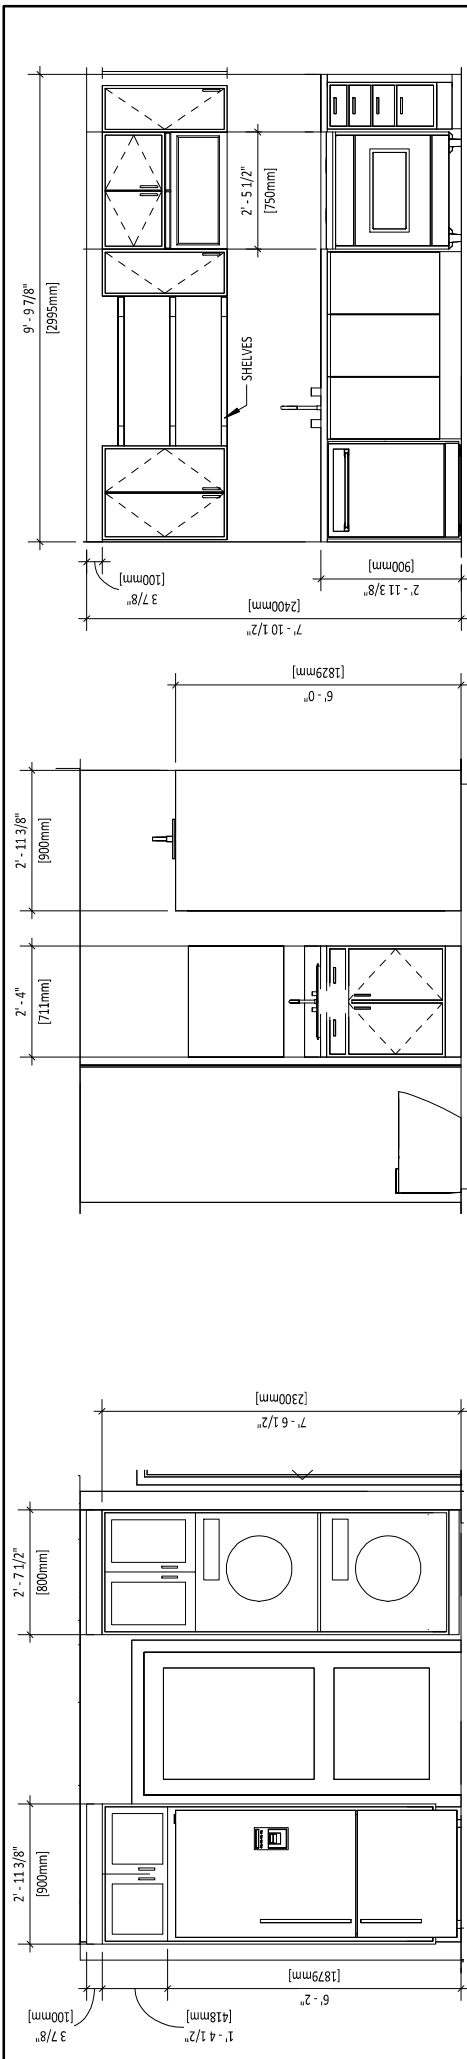 9' - 9 7/8"
[2995mm]
2' - 5 1/2"
[750mm]
SHELVES
3 7/8"
[100mm]
7' - 10 1/2"
[2400mm]
2' - 11 3/8"
[900mm]
6' - 0"
[1829mm]
2' - 11 3/8"
[900mm]
2' - 4"
[711mm]
7' - 6 1/2"
[2300mm]
2' - 7 1/2"
[800mm]
2' - 11 3/8"
[900mm]
6' - 2"
[1879mm]
3 7/8"
[100mm]
1' - 4 1/2"
[418mm]